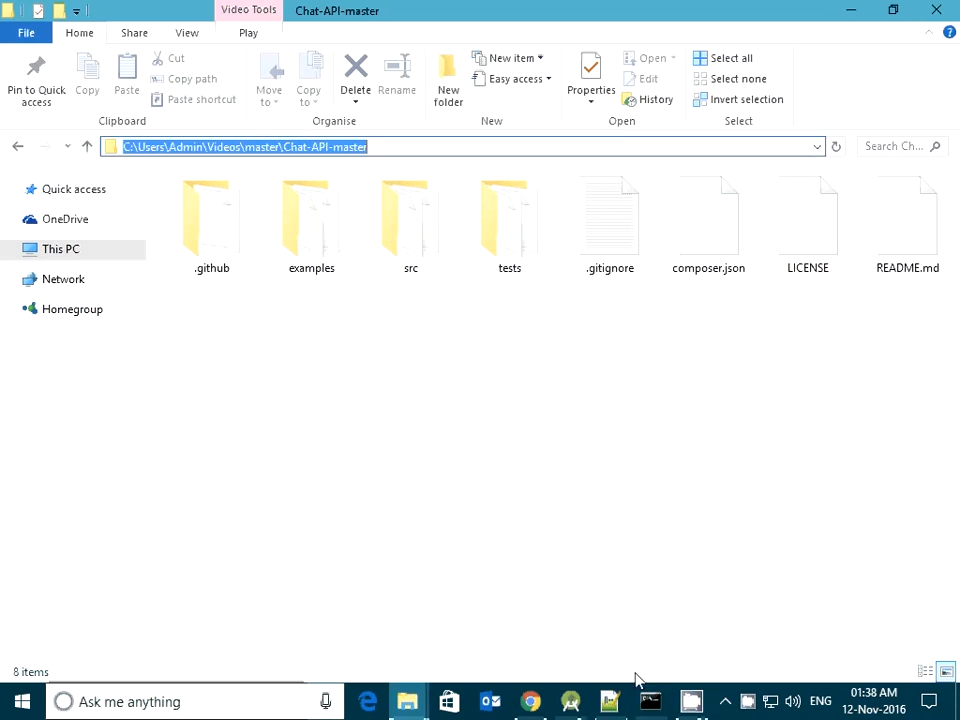 Video Tools
Chat-API-master
File
Home
Share
View
Play
Pin to Quick access
Copy
Paste
Cut
Copy path
Paste shortcut
Clipboard
Move to
Copy to
Delete
Rename
Organise
New folder
New item
Easy access
New
Properties
Open
Edit
History
Open
Select all
Select none
Invert selection
Select
C:\Users\Admin\Videos\master\Chat-API-master
Search Ch...
Quick access
OneDrive
This PC
Network
Homegroup
.github
examples
src
tests
.gitignore
composer.json
LICENSE
README.md
8 items
Ask me anything
ENG
01:38 AM
12-Nov-2016